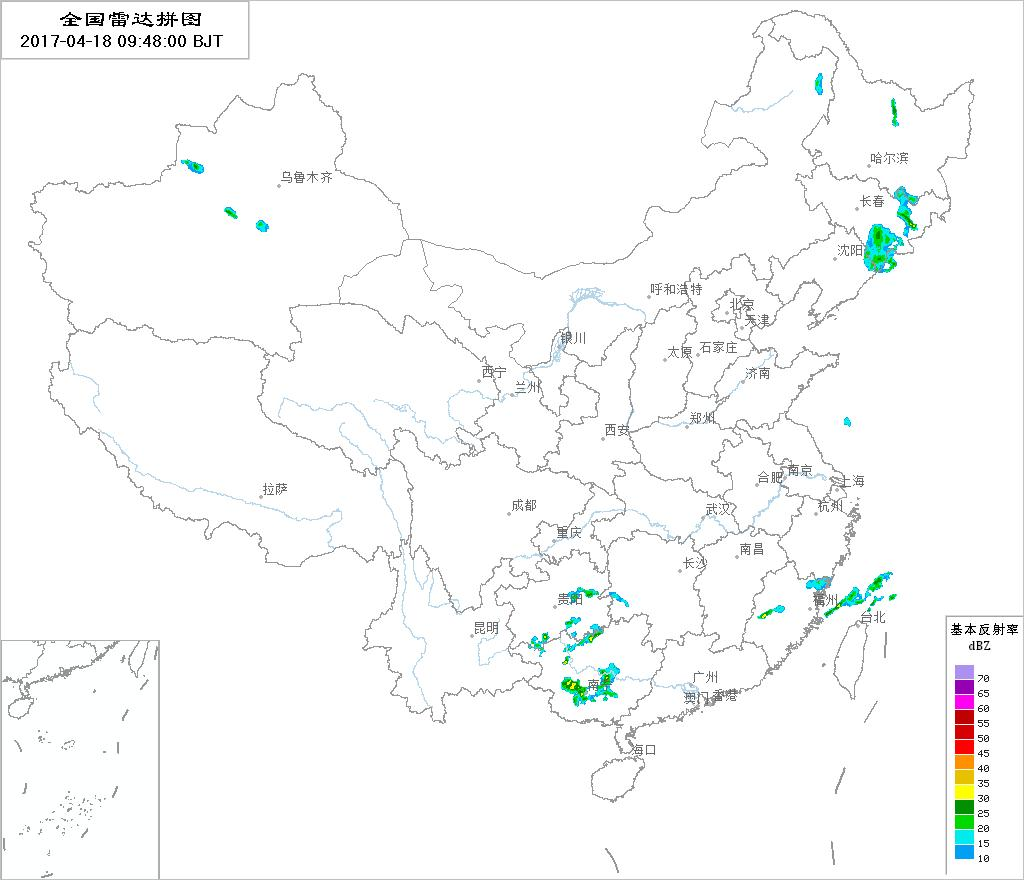 全国雷达拼图
2017-04-18 09:48:00 BJT
哈尔滨
乌鲁木齐
长春
沈阳
呼和浩特
北京
天津
银川
太原
石家庄
西宁
济南
兰州
郑州
西安
南京
合肥
上海
拉萨
成都
武汉
杭州
重庆
南昌
长沙
贵阳
福州
台北
昆明
广州
南宁
澳门
香港
海口
基本反射率
dBZ
70
65
60
55
50
45
40
35
30
25
20
15
10